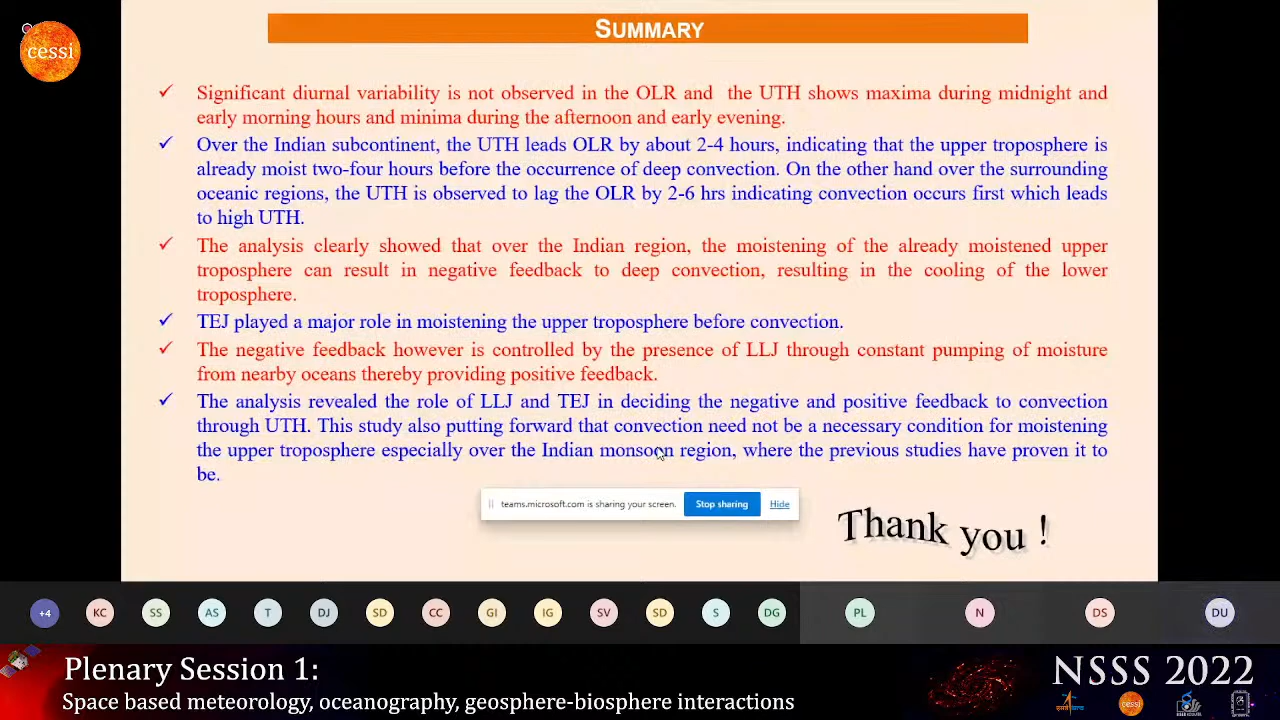 SUMMARY
cessi
✓ Significant diurnal variability is not observed in the OLR and the UTH shows maxima during midnight and
early morning hours and minima during the afternoon and early evening.
✓ Over the Indian subcontinent, the UTH leads OLR by about 2-4 hours, indicating that the upper troposphere is
already moist two-four hours before the occurrence of deep convection. On the other hand over the surrounding
oceanic regions, the UTH is observed to lag the OLR by 2-6 hrs indicating convection occurs first which leads
to high UTH.
✓ The analysis clearly showed that over the Indian region, the moistening of the already moistened upper
troposphere can result in negative feedback to deep convection, resulting in the cooling of the lower
troposphere.
✓ TEJ played a major role in moistening the upper troposphere before convection.
✓ The negative feedback however is controlled by the presence of LLJ through constant pumping of moisture
from nearby oceans thereby providing positive feedback.
✓ The analysis revealed the role of LLJ and TEJ in deciding the negative and positive feedback to convection
through UTH. This study also putting forward that convection need not be a necessary condition for moistening
the upper troposphere especially over the Indian monsoon region, where the previous studies have proven it to
be.
teams.microsoft.com is sharing your screen. Stop sharing Hide
Thank you !
+4 KC SS AS T DJ SD CC GI IG SV SD S DG PL N DS DU
Plenary Session 1:
Space based meteorology, oceanography, geosphere-biosphere interactions
NSSS 2022
cessi